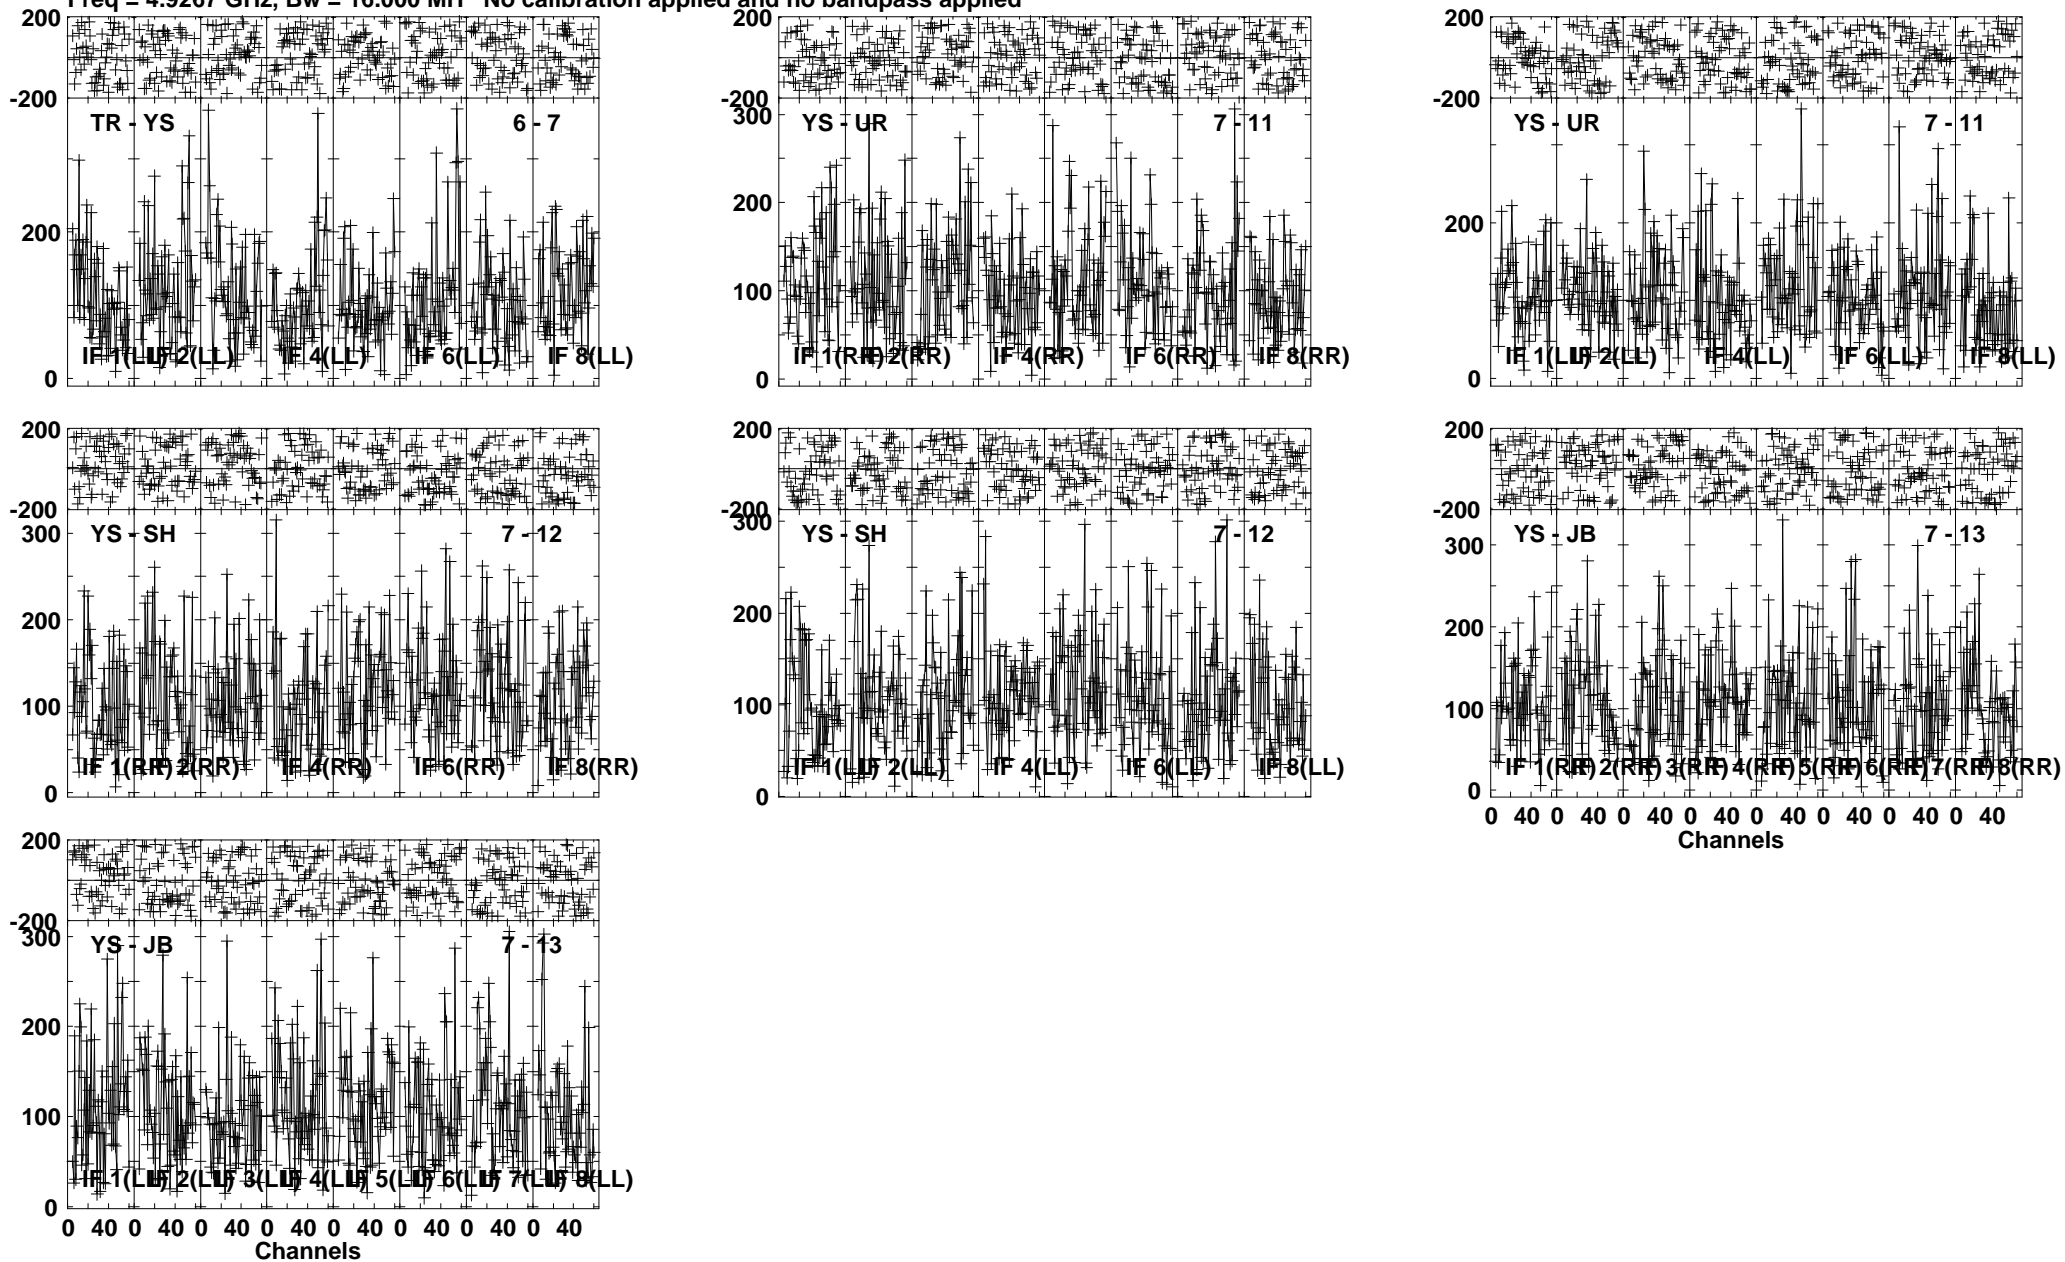 Freq = 4.9267 GHz, Bw = 16.000 MH No calibration applied and no bandpass applied
200 200 200
-200 -200 -200
TR - YS 6 - 7
300 YS - UR 7 - 11
YS - UR 7 - 11
200 200 200
100
IF 1(LL) IF 2(LL) IF 4(LL) IF 6(LL) IF 8(LL)
IF 1(RR) IF 2(RR) IF 4(RR) IF 6(RR) IF 8(RR)
IF 1(LL) IF 2(LL) IF 4(LL) IF 6(LL) IF 8(LL)
0 0 0
200 200 200
-200 -200 -200
300 YS - SH 7 - 12
300 YS - SH 7 - 12
300 YS - JB 7 - 13
200 200 200
100 100 100
IF 1(RR) IF 2(RR) IF 4(RR) IF 6(RR) IF 8(RR)
IF 1(LL) IF 2(LL) IF 4(LL) IF 6(LL) IF 8(LL)
IF 1(RR) IF 2(RR) IF 3(RR) IF 4(RR) IF 5(RR) IF 6(RR) IF 7(RR) IF 8(RR)
0 0 0
0 40 0 40 0 40 0 40 0 40 0 40 0 40 0 40
Channels
200
-200
300 YS - JB 7 - 13
200
100
IF 1(LL) IF 2(LL) IF 3(LL) IF 4(LL) IF 5(LL) IF 6(LL) IF 7(LL) IF 8(LL)
0
0 40 0 40 0 40 0 40 0 40 0 40 0 40 0 40
Channels